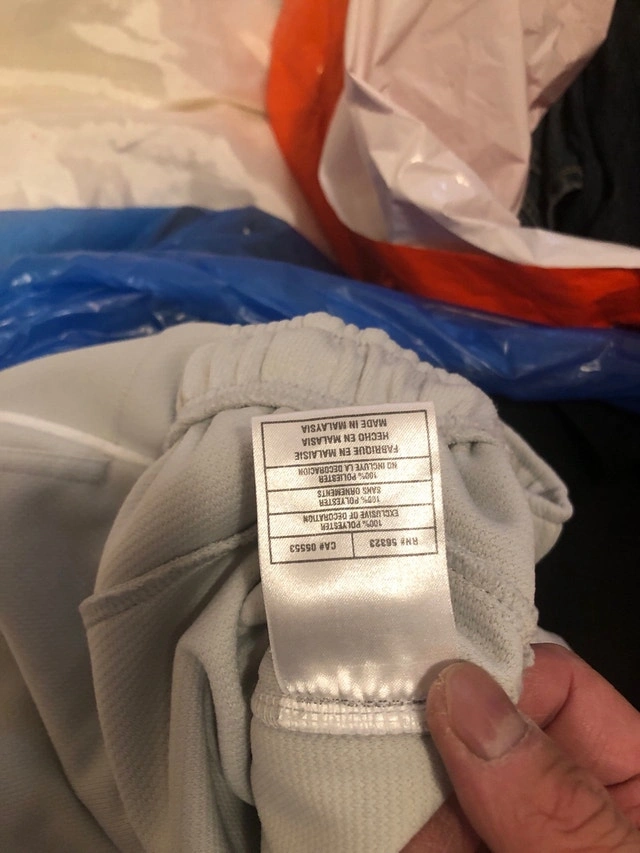 RN# 56323 CA# 05553
100% POLYESTER
EXCLUSIVE OF DECORATION
100% POLYESTER
SANS ORNEMENTS
100% POLIESTER
NO INCLUYE LA DECORACION
FABRIQUE EN MALAISIE
HECHO EN MALASIA
MADE IN MALAYSIA